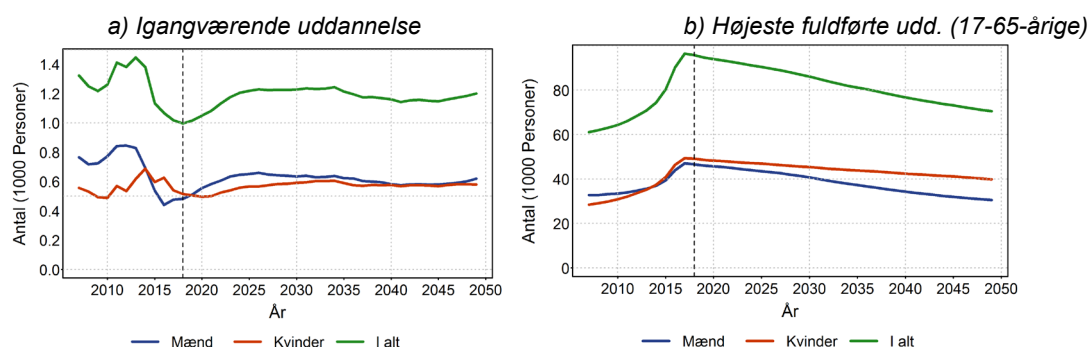 a) Igangværende uddannelse
b) Højeste fuldførte udd. (17-65-årige)
Antal (1000 Personer)
1.4
1.2
1.0
0.8
0.6
0.4
0.2
0.0
2010 2015 2020 2025 2030 2035 2040 2045 2050
År
Mænd Kvinder I alt
Antal (1000 Personer)
80
60
40
20
0
2010 2015 2020 2025 2030 2035 2040 2045 2050
År
Mænd Kvinder I alt